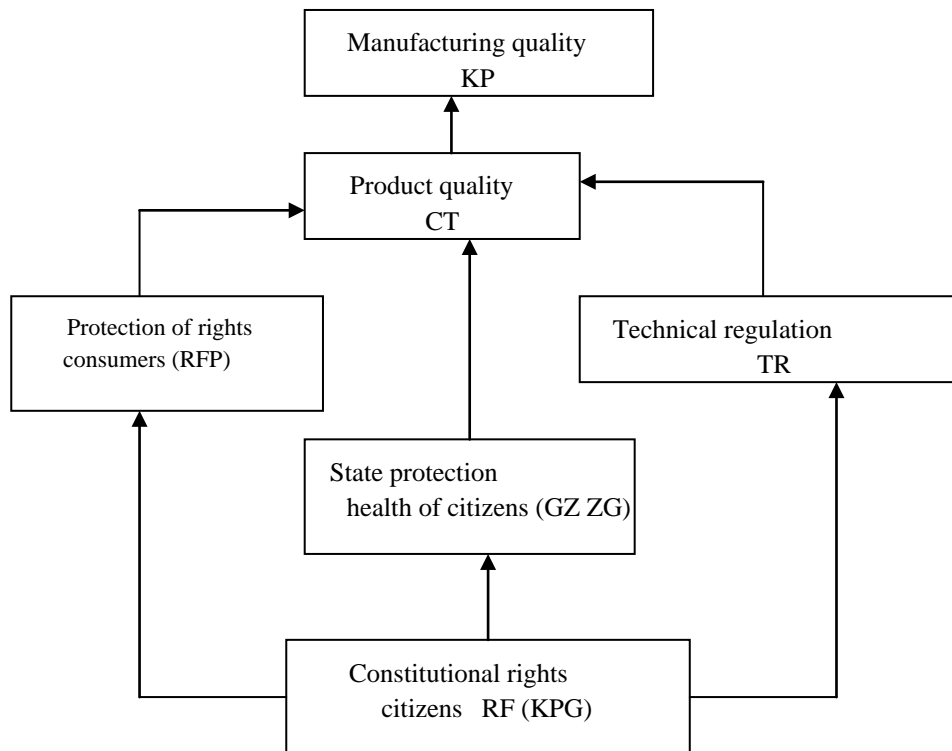 Manufacturing quality
KP
Product quality
CT
Protection of rights
consumers (RFP)
Technical regulation
TR
State protection
health of citizens (GZ ZG)
Constitutional rights
citizens RF (KPG)